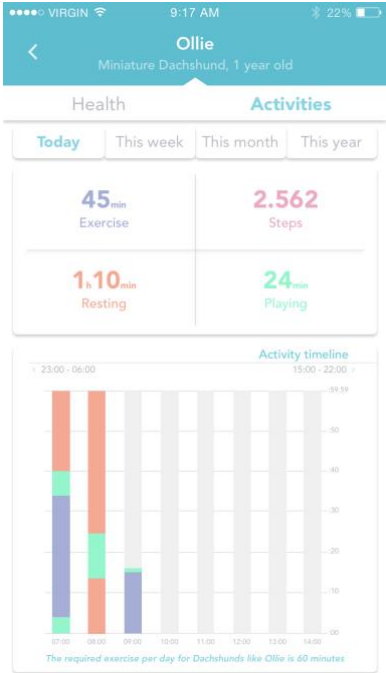 VIRGIN 9:17 AM 22%
Ollie
Miniature Dachshund, 1 year old
Health Activities
Today This week This month This year
45min 2.562
Exercise Steps
1h10min 24min
Resting Playing
Activity timeline
‹ 23:00 - 06:00 15:00 - 22:00 ›
:59.59
:50
:40
:30
:20
:10
:00
07:00 08:00 09:00 10:00 11:00 12:00 13:00 14:00
The required exercise per day for Dachshunds like Ollie is 60 minutes